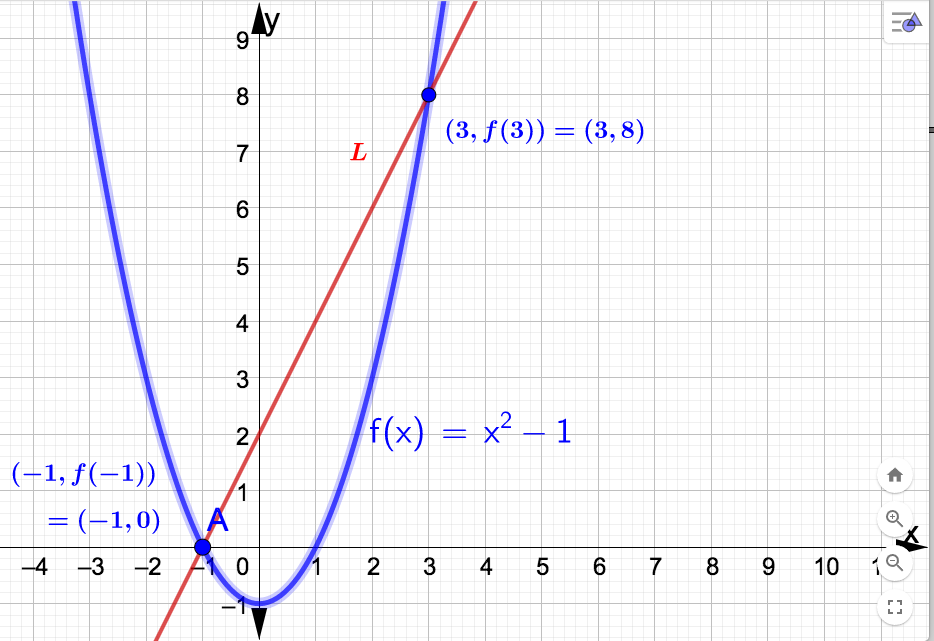 y
9
8
(3, f(3)) = (3, 8)
7
L
6
5
4
3
2
f(x) = x² − 1
(−1, f(−1))
1
= (−1, 0)
A
x
−4 −3 −2 −1 0 1 2 3 4 5 6 7 8 9 10
−1